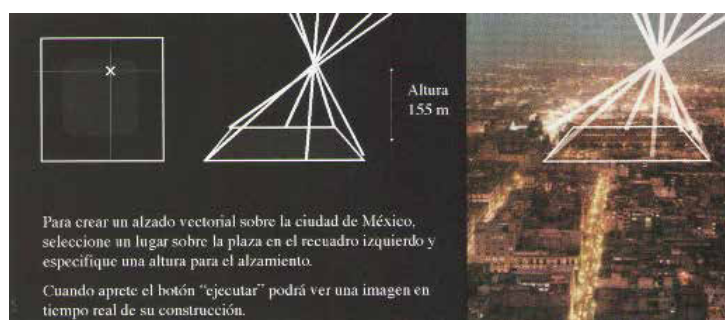 Altura
155 m
Para crear un alzado vectorial sobre la ciudad de México,
seleccione un lugar sobre la plaza en el recuadro izquierdo y
especifique una altura para el alzamiento.
Cuando aprete el botón "ejecutar" podrá ver una imagen en
tiempo real de su construcción.